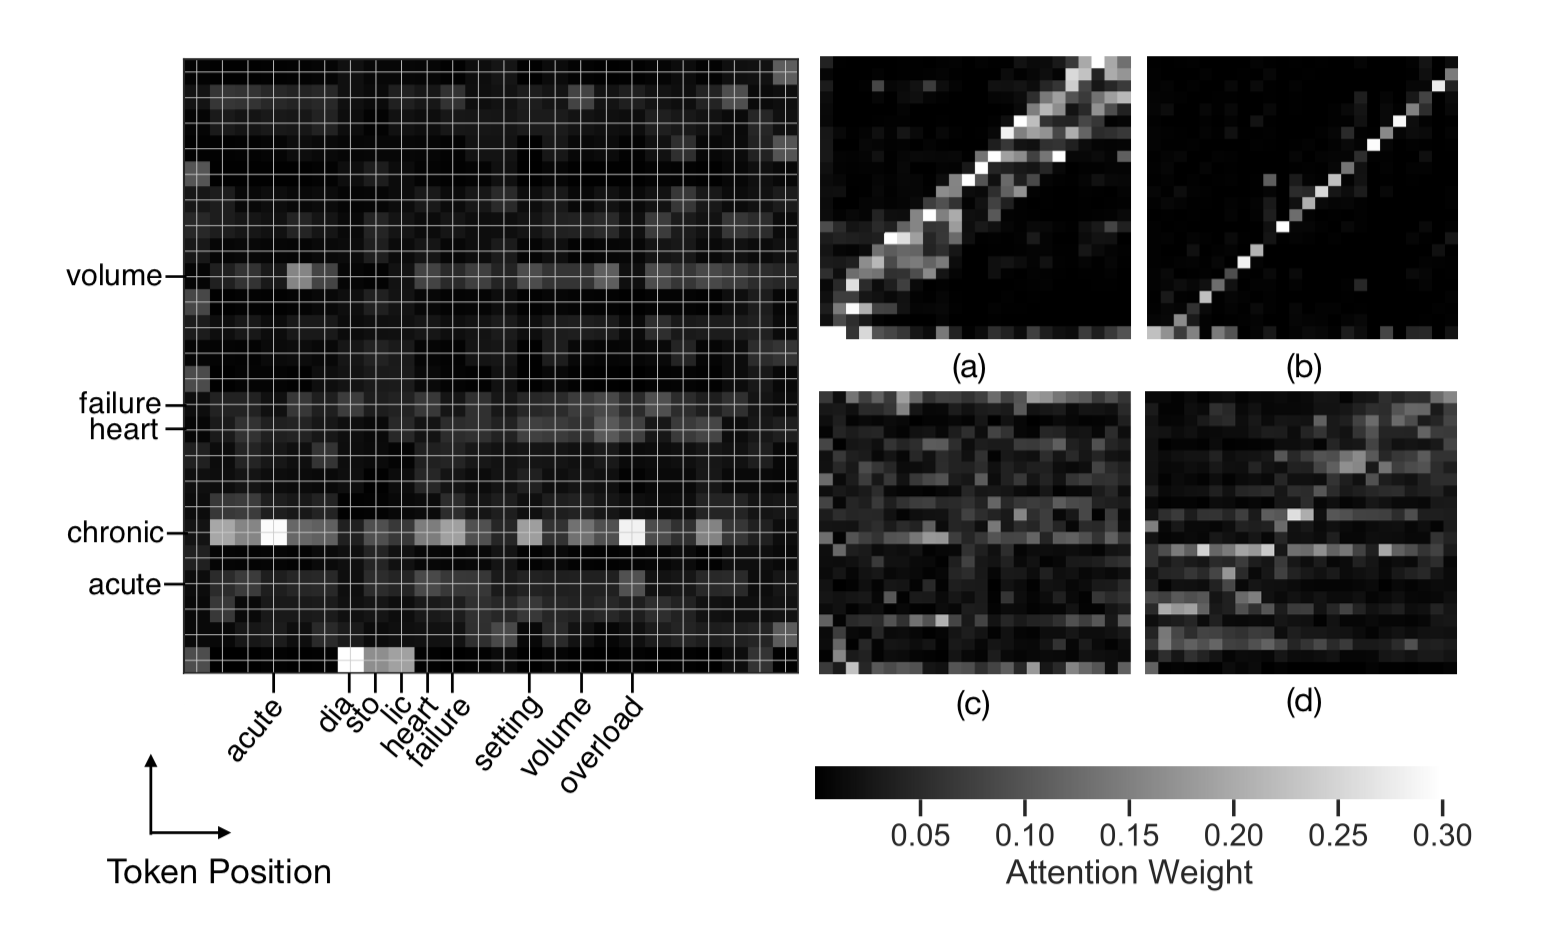 volume
failure
heart
chronic
acute
acute
dia
sto
lic
heart
failure
setting
volume
overload
Token Position
(a)
(b)
(c)
(d)
0.05 0.10 0.15 0.20 0.25 0.30
Attention Weight